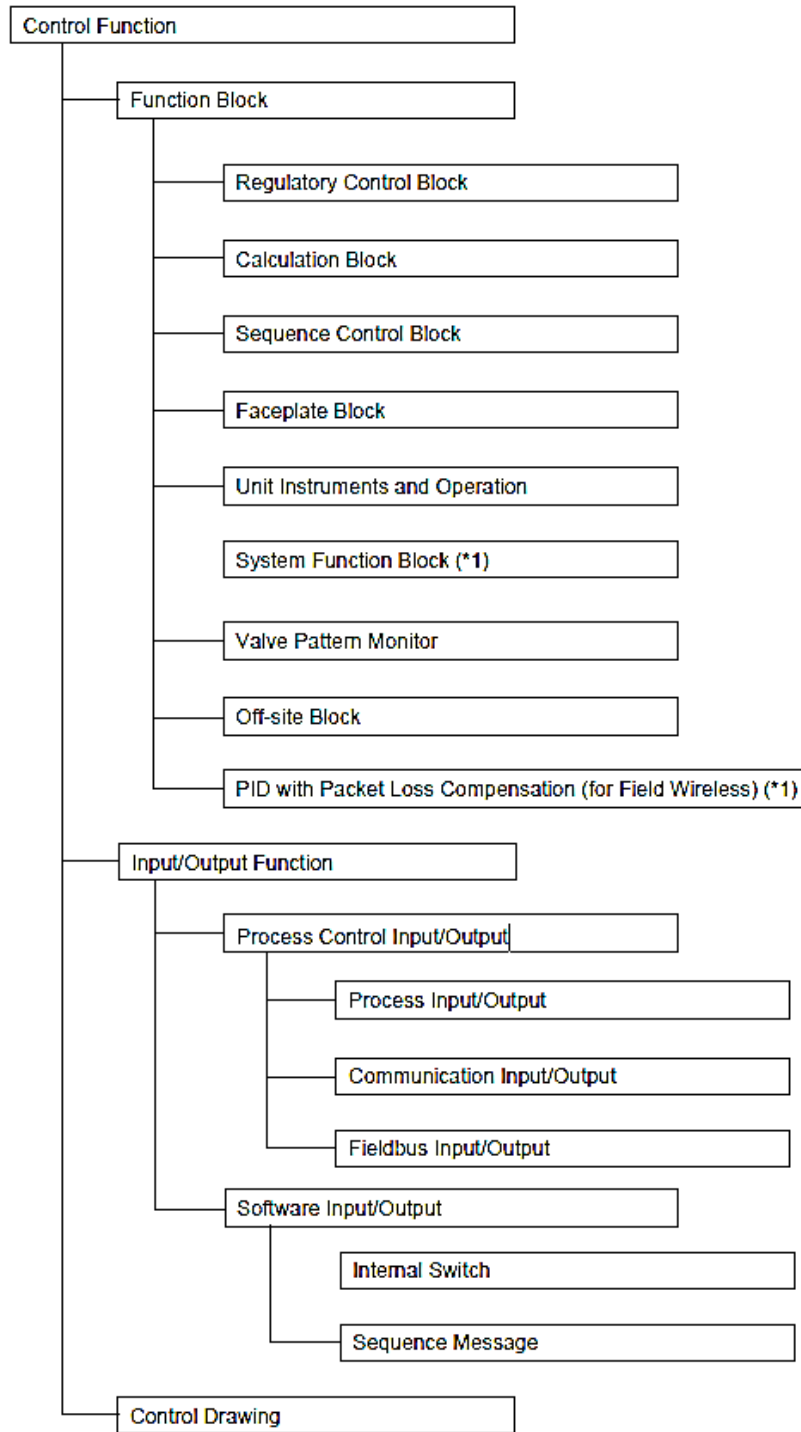 Control Function
Function Block
Regulatory Control Block
Calculation Block
Sequence Control Block
Faceplate Block
Unit Instruments and Operation
System Function Block (*1)
Valve Pattern Monitor
Off-site Block
PID with Packet Loss Compensation (for Field Wireless) (*1)
Input/Output Function
Process Control Input/Output
Process Input/Output
Communication Input/Output
Fieldbus Input/Output
Software Input/Output
Internal Switch
Sequence Message
Control Drawing